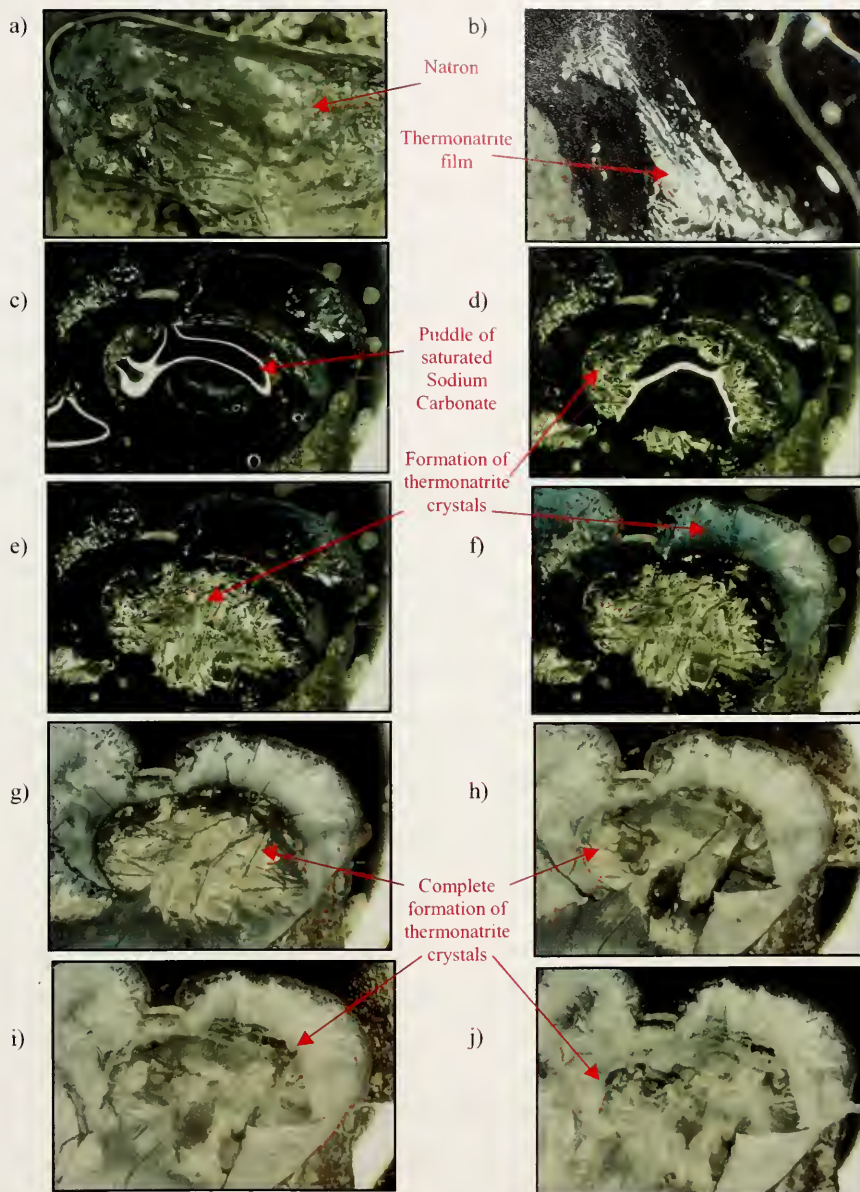 a)
b)
Natron
Thermonatrite
film
c)
d)
Puddle of
saturated
Sodium
Carbonate
Formation of
thermonatrite
crystals
e)
f)
g)
h)
Complete
formation of
thermonatrite
crystals
i)
j)